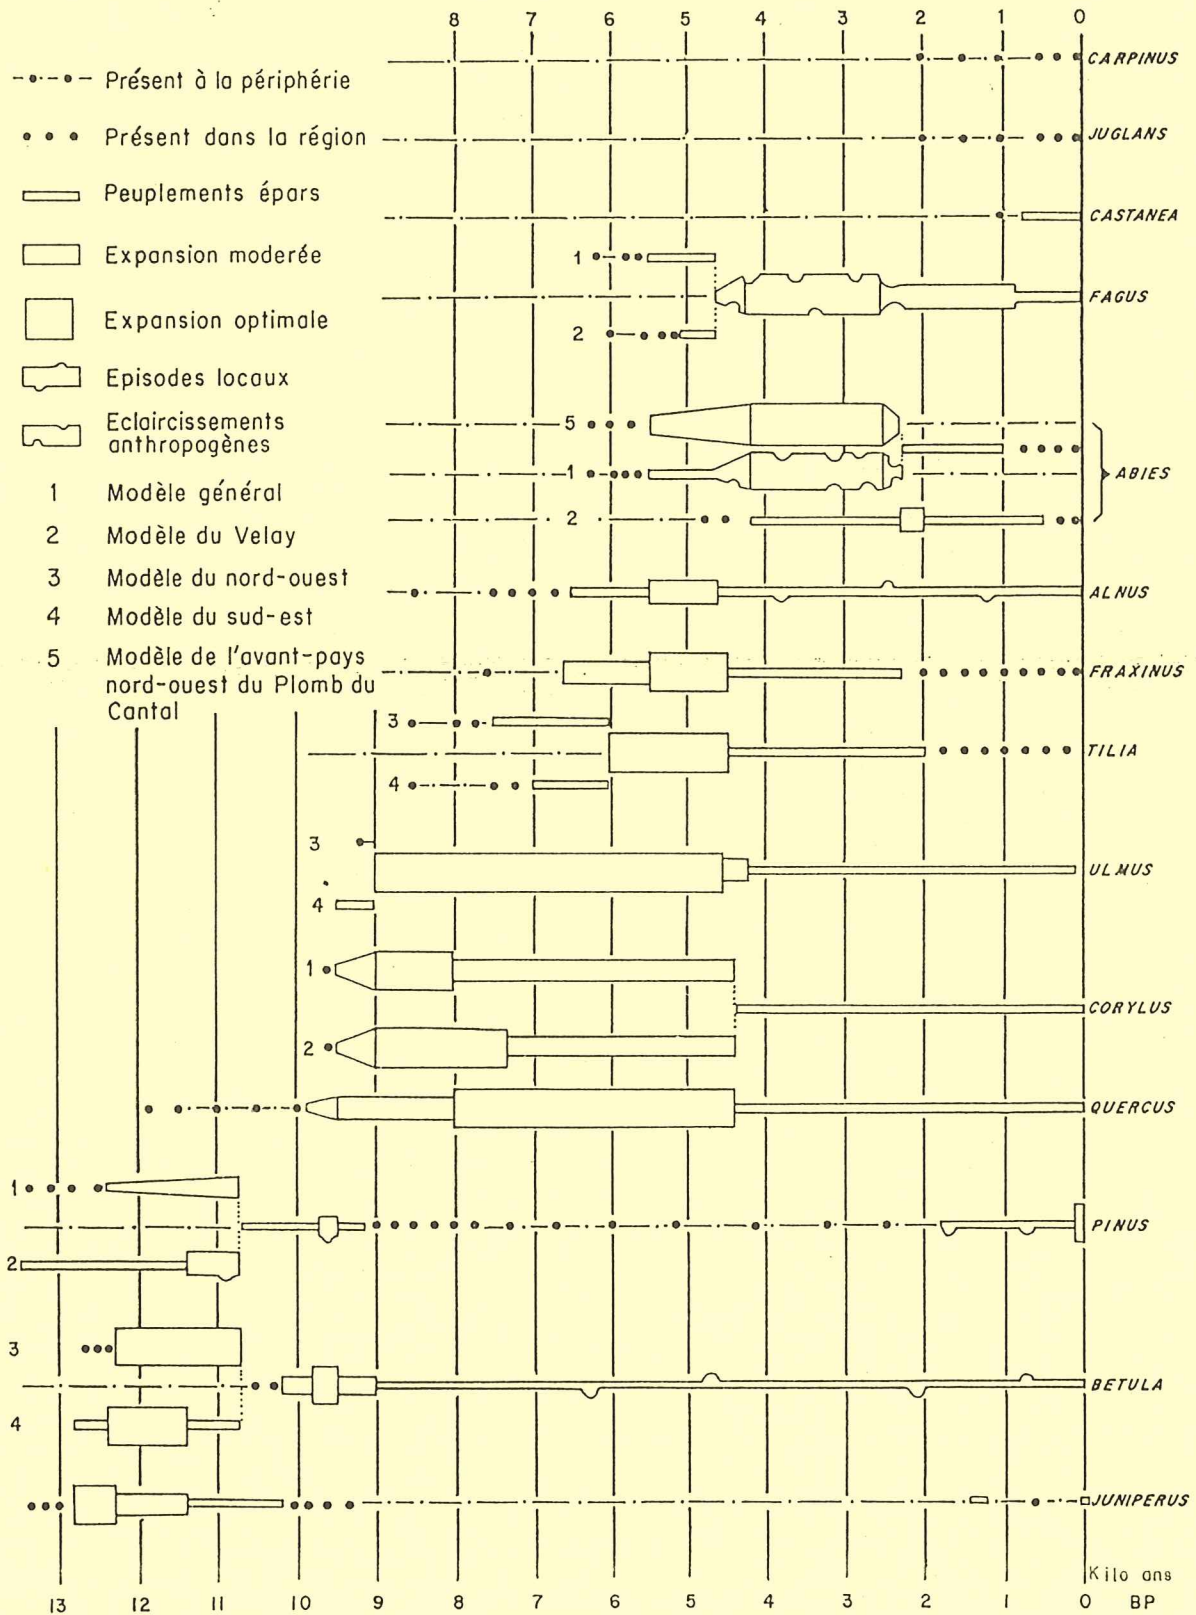 8 7 6 5 4 3 2 1 0
CARPINUS
Présent à la périphérie
Présent dans la région
JUGLANS
Peuplements épars
CASTANEA
Expansion moderée
1
FAGUS
Expansion optimale
2
Episodes locaux
Eclaircissements
anthropogènes
5
1
ABIES
2
1 Modèle général
2 Modèle du Velay
3 Modèle du nord-ouest
4 Modèle du sud-est
5 Modèle de l'avant-pays
nord-ouest du Plomb du
Cantal
ALNUS
FRAXINUS
3
TILIA
4
3
ULMUS
4
1
CORYLUS
2
QUERCUS
1
PINUS
2
3
BETULA
4
JUNIPERUS
Kilo ans
13 12 11 10 9 8 7 6 5 4 3 2 1 0 BP